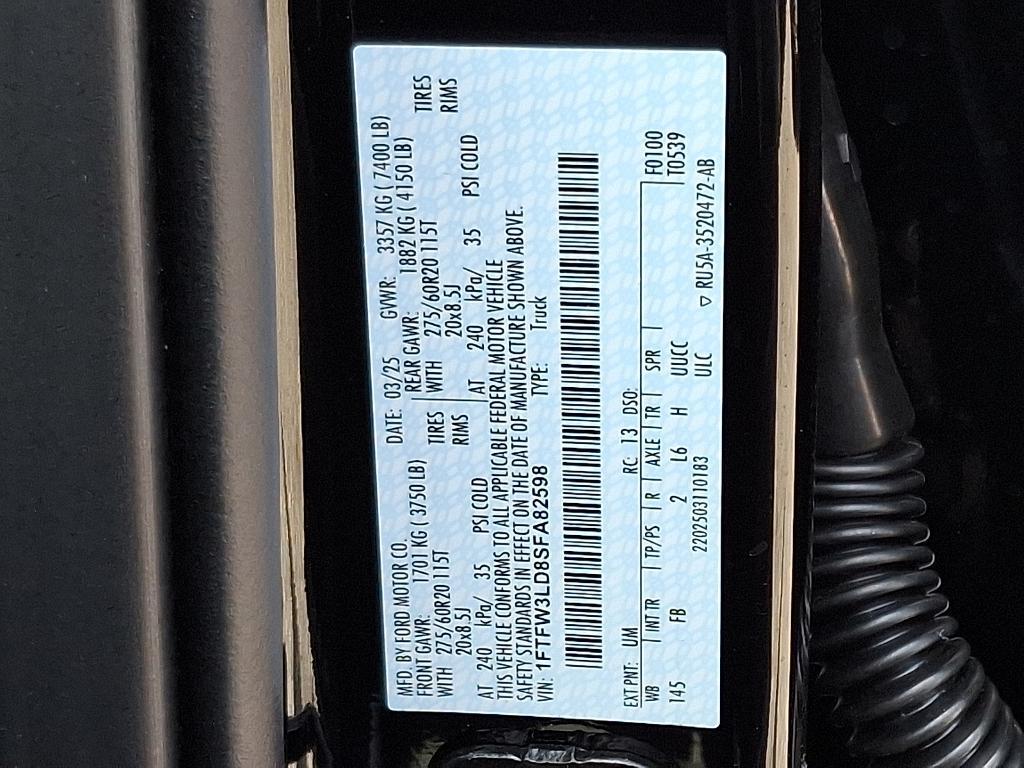 MFD. BY FORD MOTOR CO. DATE: 03/25 GVWR: 3357 KG ( 7400 LB)
FRONT GAWR: 1701 KG ( 3750 LB) REAR GAWR: 1882 KG ( 4150 LB)
WITH 275/60R20 115T TIRES WITH 275/60R20 115T TIRES
20x8.5J RIMS 20x8.5J RIMS
AT 240 kPa/ 35 PSI COLD AT 240 kPa/ 35 PSI COLD
THIS VEHICLE CONFORMS TO ALL APPLICABLE FEDERAL MOTOR VEHICLE
SAFETY STANDARDS IN EFFECT ON THE DATE OF MANUFACTURE SHOWN ABOVE.
VIN: 1FTFW3LD8SFA82598 TYPE: Truck
EXT PNT: UM RC: 13 DSO: F0100
WB INT TR TP/PS R AXLE TR SPR T0539
145 FB 2 L6 H UUCC
2202503110183 ULC ▽ RU5A-3520472-AB